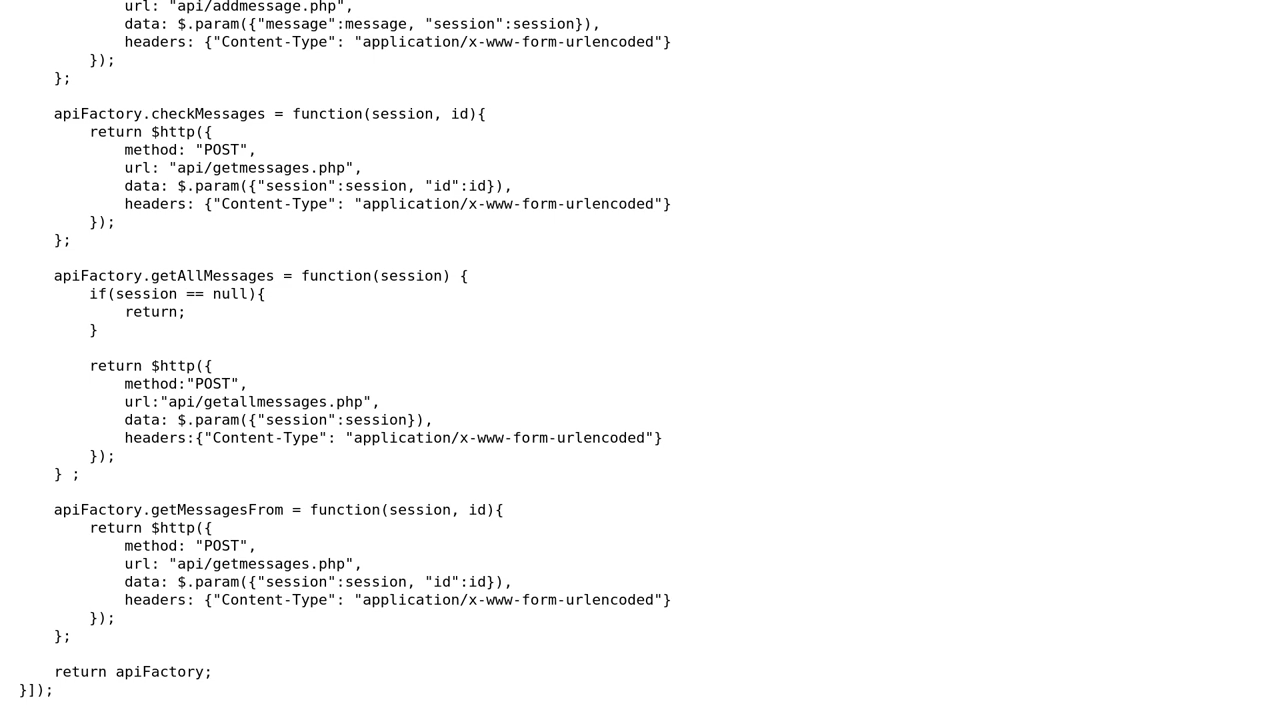 url: "api/addmessage.php",
data: $.param({"message":message, "session":session}),
headers: {"Content-Type": "application/x-www-form-urlencoded"}
});
};
apiFactory.checkMessages = function(session, id){
return $http({
method: "POST",
url: "api/getmessages.php",
data: $.param({"session":session, "id":id}),
headers: {"Content-Type": "application/x-www-form-urlencoded"}
});
};
apiFactory.getAllMessages = function(session) {
if(session == null){
return;
}
return $http({
method:"POST",
url:"api/getallmessages.php",
data: $.param({"session":session}),
headers:{"Content-Type": "application/x-www-form-urlencoded"}
});
} ;
apiFactory.getMessagesFrom = function(session, id){
return $http({
method: "POST",
url: "api/getmessages.php",
data: $.param({"session":session, "id":id}),
headers: {"Content-Type": "application/x-www-form-urlencoded"}
});
};
return apiFactory;
}]);